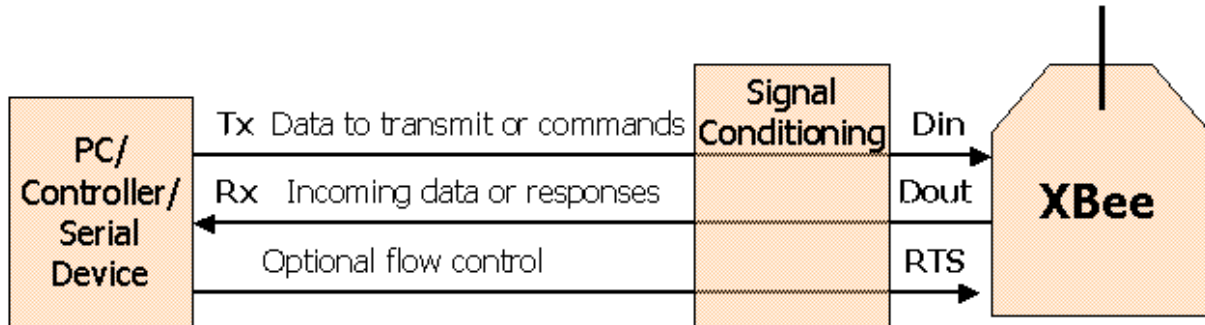 PC/
Controller/
Serial
Device
Tx Data to transmit or commands
Rx Incoming data or responses
Optional flow control
Signal
Conditioning
Din
Dout
RTS
XBee